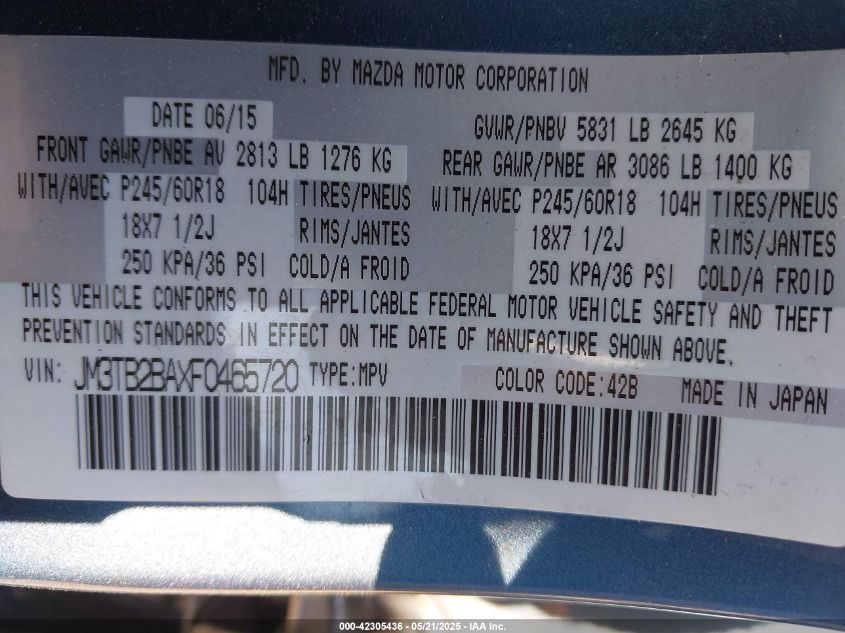 MFD. BY MAZDA MOTOR CORPORATION
DATE 06/15
GVWR/PNBV 5831 LB 2645 KG
FRONT GAWR/PNBE AV 2813 LB 1276 KG
REAR GAWR/PNBE AR 3086 LB 1400 KG
WITH/AVEC P245/60R18 104H TIRES/PNEUS
WITH/AVEC P245/60R18 104H TIRES/PNEUS
18X7 1/2J RIMS/JANTES
18X7 1/2J RIMS/JANTES
250 KPA/36 PSI COLD/A FROID
250 KPA/36 PSI COLD/A FROID
THIS VEHICLE CONFORMS TO ALL APPLICABLE FEDERAL MOTOR VEHICLE SAFETY AND THEFT
PREVENTION STANDARDS IN EFFECT ON THE DATE OF MANUFACTURE SHOWN ABOVE.
VIN: JM3TB2BAXF0465720 TYPE:MPV COLOR CODE:42B MADE IN JAPAN
000-42305436 - 05/21/2025 - IAA Inc.